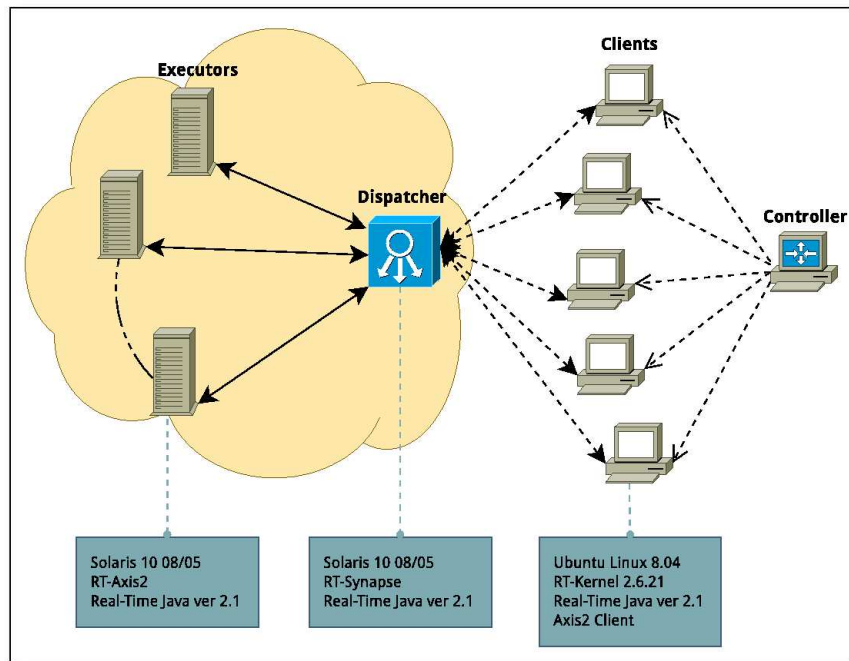 Clients
Executors
Dispatcher
Controller
Solaris 10 08/05
RT-Axis2
Real-Time Java ver 2.1
Solaris 10 08/05
RT-Synapse
Real-Time Java ver 2.1
Ubuntu Linux 8.04
RT-Kernel 2.6.21
Real-Time Java ver 2.1
Axis2 Client